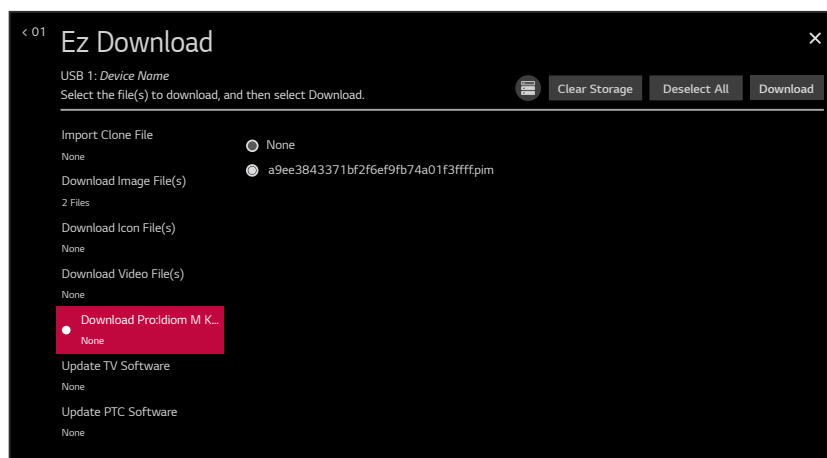 < 01
Ez Download
USB 1: Device Name
Select the file(s) to download, and then select Download.
Clear Storage
Deselect All
Download
Import Clone File
None
Download Image File(s)
2 Files
Download Icon File(s)
None
Download Video File(s)
None
Download Pro:Idiom M K...
None
Update TV Software
None
Update PTC Software
None
None
a9ee3843371bf2f6ef9fb74a01f3ffff.pim